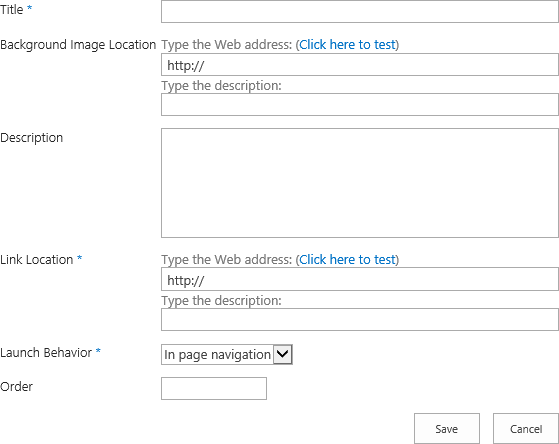 Title *
Background Image Location Type the Web address: (Click here to test)
http://
Type the description:
Description
Link Location * Type the Web address: (Click here to test)
http://
Type the description:
Launch Behavior * In page navigation
Order
Save Cancel